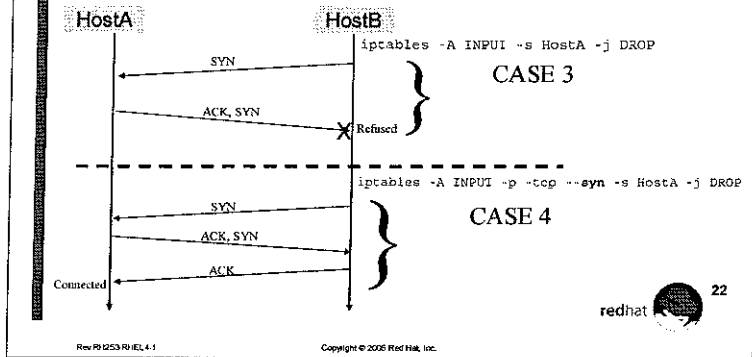 HostA HostB
iptables -A INPUT -s HostA -j DROP
SYN
CASE 3
ACK, SYN
Refused
iptables -A INPUT -p -tcp --syn -s HostA -j DROP
SYN
CASE 4
ACK, SYN
ACK
Connected
redhat
22
Rev RH253-RHEL4-1 Copyright © 2005 Red Hat, Inc.